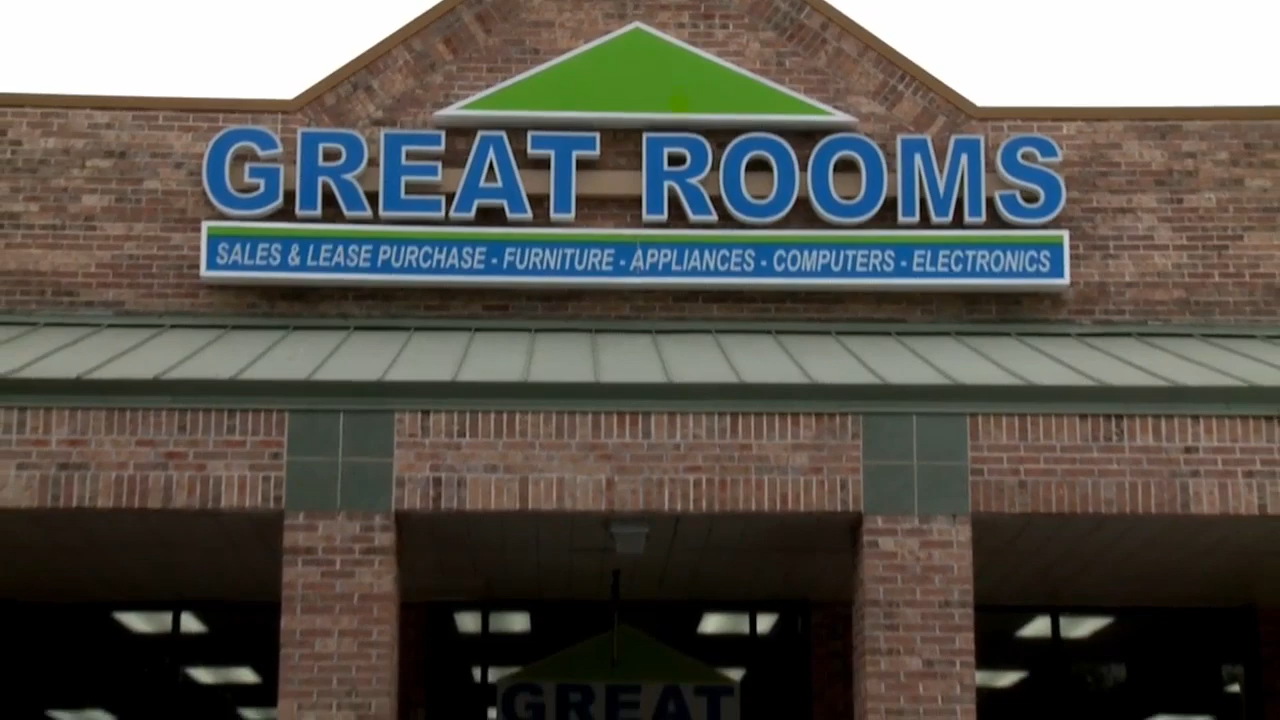 GREAT ROOMS
SALES & LEASE PURCHASE - FURNITURE - APPLIANCES - COMPUTERS - ELECTRONICS
GREAT